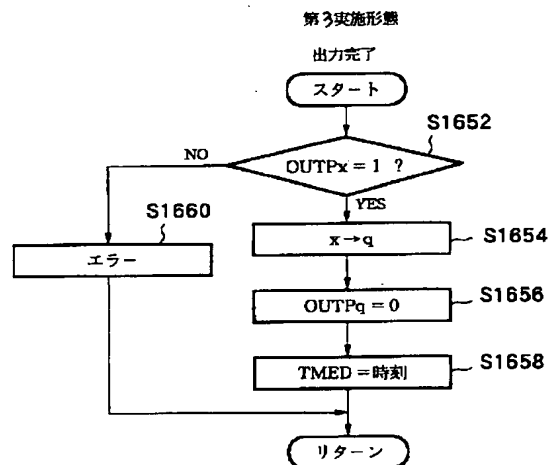 第3実施形態
出力完了
スタート
S1652
OUTPx = 1 ?
NO
YES
S1660
エラー
x→q
S1654
OUTPq = 0
S1656
TMED = 時刻
S1658
リターン